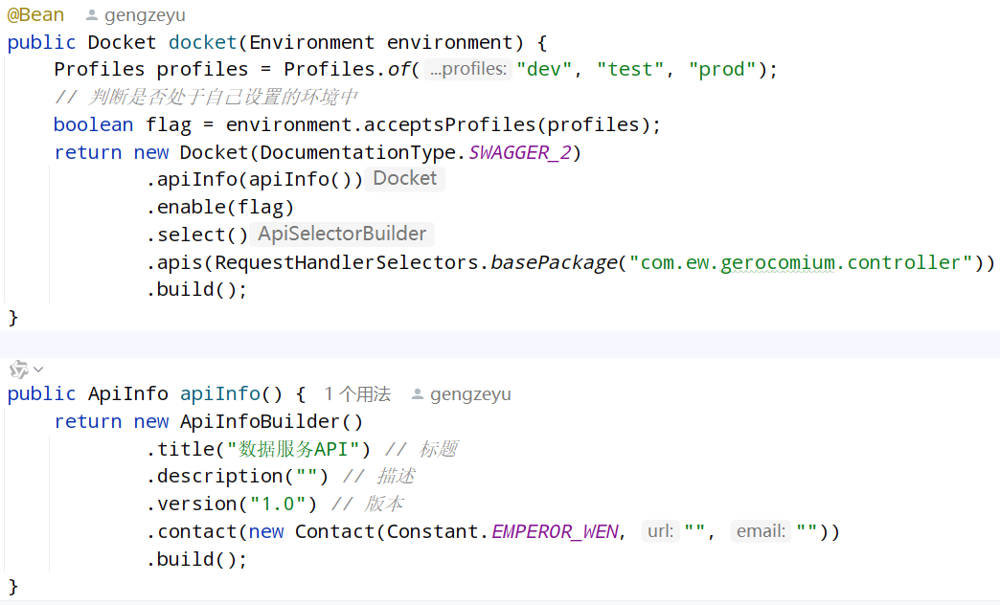 @Bean gengzeyu
public Docket docket(Environment environment) {
Profiles profiles = Profiles.of( ...profiles: "dev", "test", "prod");
// 判断是否处于自己设置的环境中
boolean flag = environment.acceptsProfiles(profiles);
return new Docket(DocumentationType.SWAGGER_2)
.apiInfo(apiInfo()) Docket
.enable(flag)
.select() ApiSelectorBuilder
.apis(RequestHandlerSelectors.basePackage("com.ew.gerocomium.controller"))
.build();
}
public ApiInfo apiInfo() { 1个用法 gengzeyu
return new ApiInfoBuilder()
.title("数据服务API") // 标题
.description("") // 描述
.version("1.0") // 版本
.contact(new Contact(Constant.EMPEROR_WEN, url: "", email: ""))
.build();
}